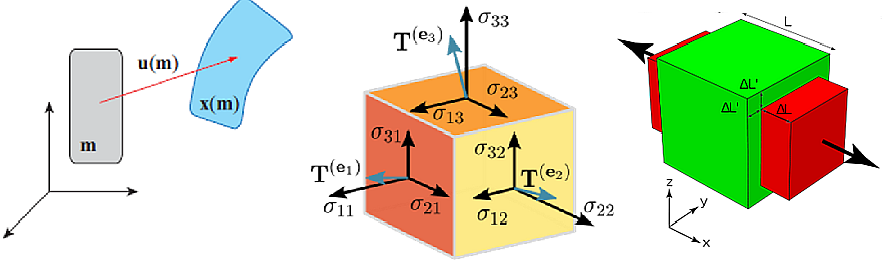 u(m)
x(m)
m
σ₃₃
T⁽ᵉ³⁾
σ₂₃
σ₁₃
σ₃₁
σ₃₂
T⁽ᵉ¹⁾
T⁽ᵉ²⁾
σ₁₁
σ₂₁
σ₁₂
σ₂₂
L
ΔL'
ΔL'
ΔL
z
y
x